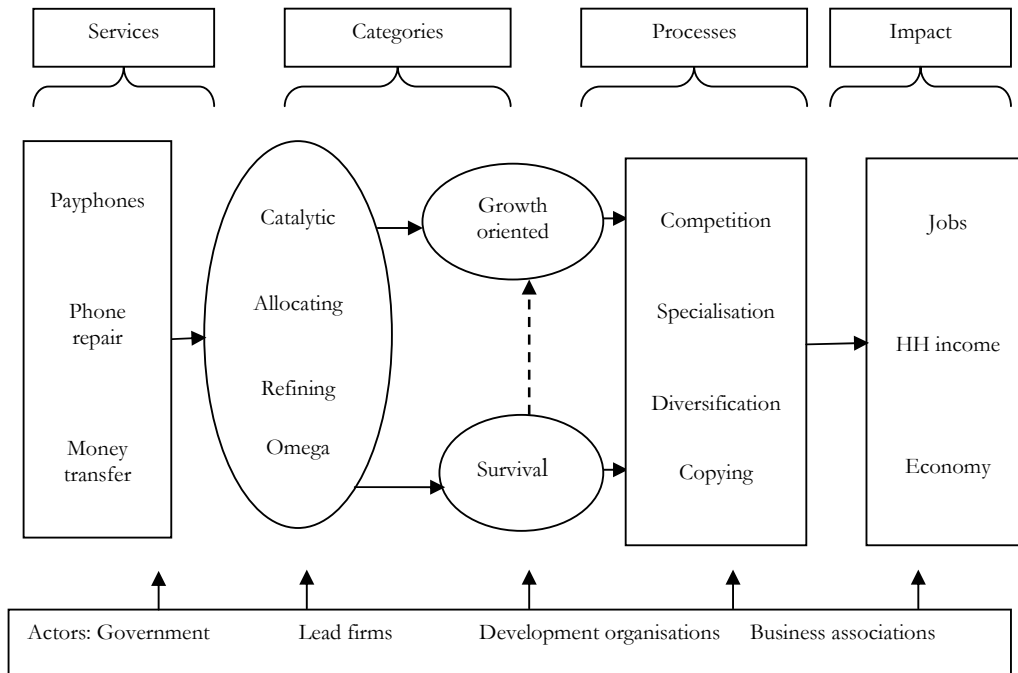 Services
Categories
Processes
Impact
Payphones
Phone
repair
Money
transfer
Catalytic
Allocating
Refining
Omega
Growth
oriented
Survival
Competition
Specialisation
Diversification
Copying
Jobs
HH income
Economy
Actors: Government
Lead firms
Development organisations
Business associations